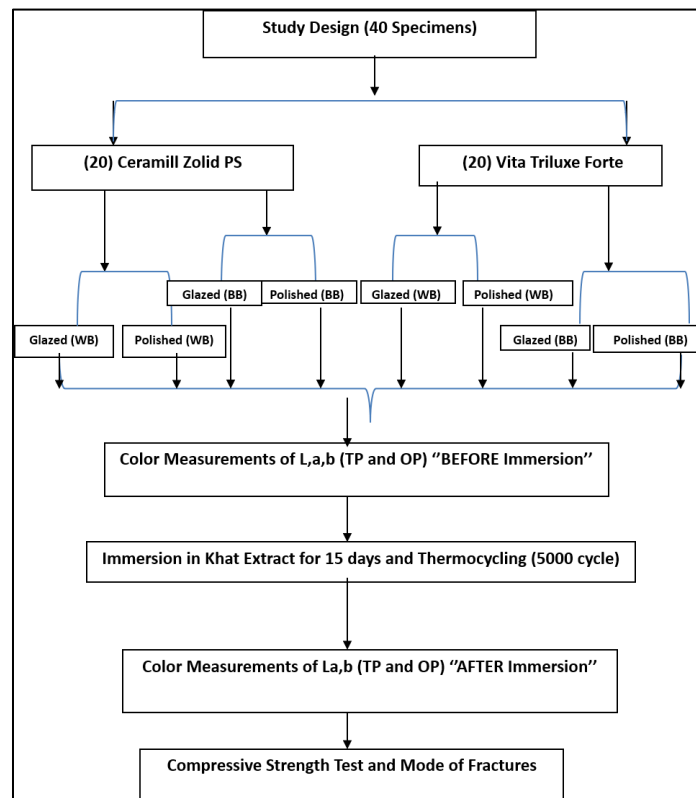 Study Design (40 Specimens)
(20) Ceramill Zolid PS
(20) Vita Triluxe Forte
Glazed (BB)
Polished (BB)
Glazed (WB)
Polished (WB)
Glazed (WB)
Polished (WB)
Glazed (BB)
Polished (BB)
Color Measurements of L,a,b (TP and OP) “BEFORE Immersion”
Immersion in Khat Extract for 15 days and Thermocycling (5000 cycle)
Color Measurements of La,b (TP and OP) “AFTER Immersion”
Compressive Strength Test and Mode of Fractures